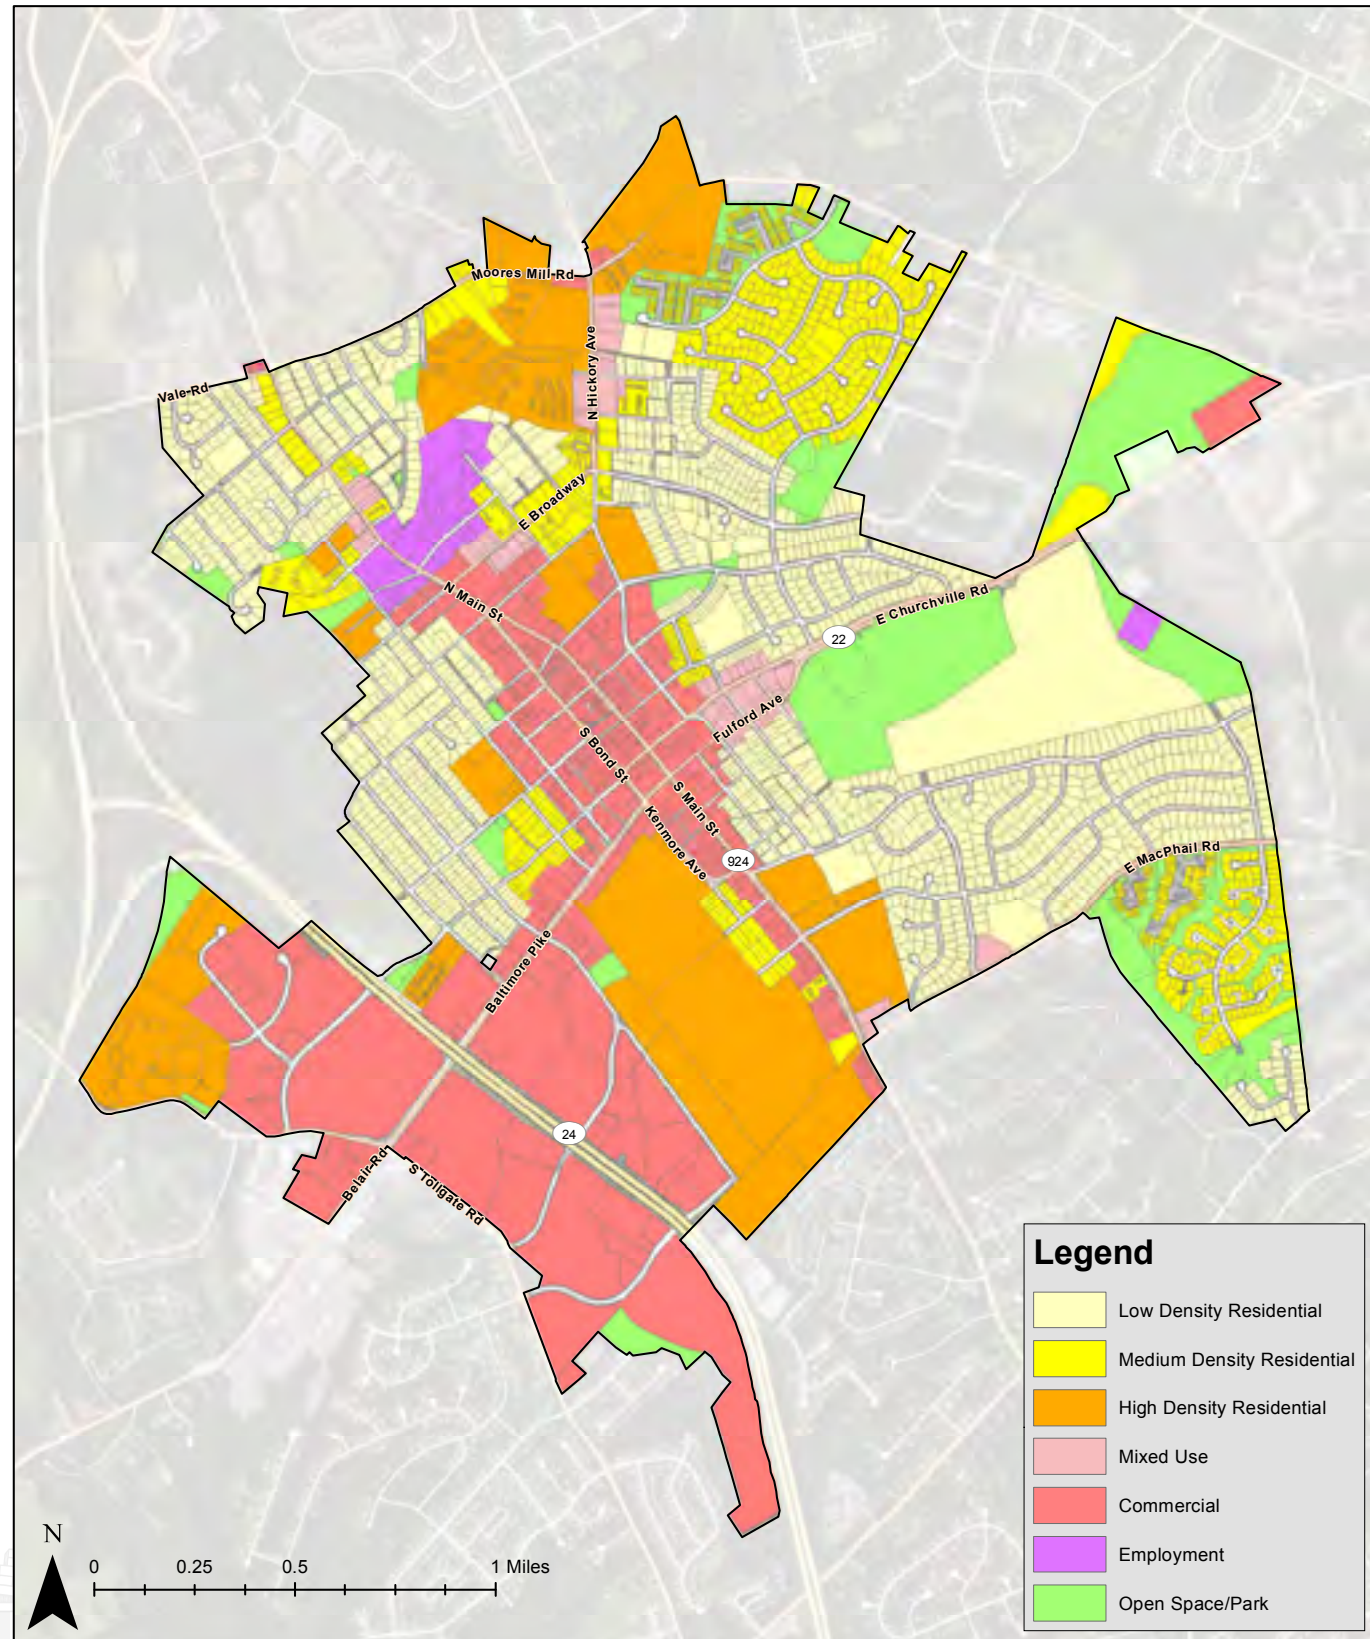 Moores Mill Rd
Vale Rd
N Hickory Ave
E Broadway
N Main St
E Churchville Rd
22
Fulford Ave
S Bond St
S Main St
Kenmore Ave
924
E MacPhail Rd
Baltimore Pike
24
Belair Rd
S Tollgate Rd
Legend
Low Density Residential
Medium Density Residential
High Density Residential
Mixed Use
Commercial
Employment
Open Space/Park
N
0 0.25 0.5 1 Miles